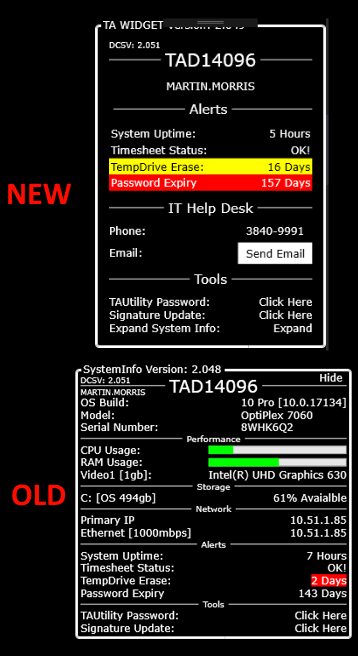 TA WIDGET Version: 2.049
DCSV: 2.051
TAD14096
MARTIN.MORRIS
Alerts
System Uptime: 5 Hours
Timesheet Status: OK!
TempDrive Erase: 16 Days
Password Expiry 157 Days
NEW
IT Help Desk
Phone: 3840-9991
Email: Send Email
Tools
TAUtility Password: Click Here
Signature Update: Click Here
Expand System Info: Expand
SystemInfo Version: 2.048
DCSV: 2.051 Hide
TAD14096
MARTIN.MORRIS
OS Build: 10 Pro [10.0.17134]
Model: OptiPlex 7060
Serial Number: 8WHK6Q2
Performance
CPU Usage:
RAM Usage:
Video1 [1gb]: Intel(R) UHD Graphics 630
Storage
OLD
C: [OS 494gb] 61% Avaialble
Network
Primary IP 10.51.1.85
Ethernet [1000mbps] 10.51.1.85
Alerts
System Uptime: 7 Hours
Timesheet Status: OK!
TempDrive Erase: 2 Days
Password Expiry 143 Days
Tools
TAUtility Password: Click Here
Signature Update: Click Here